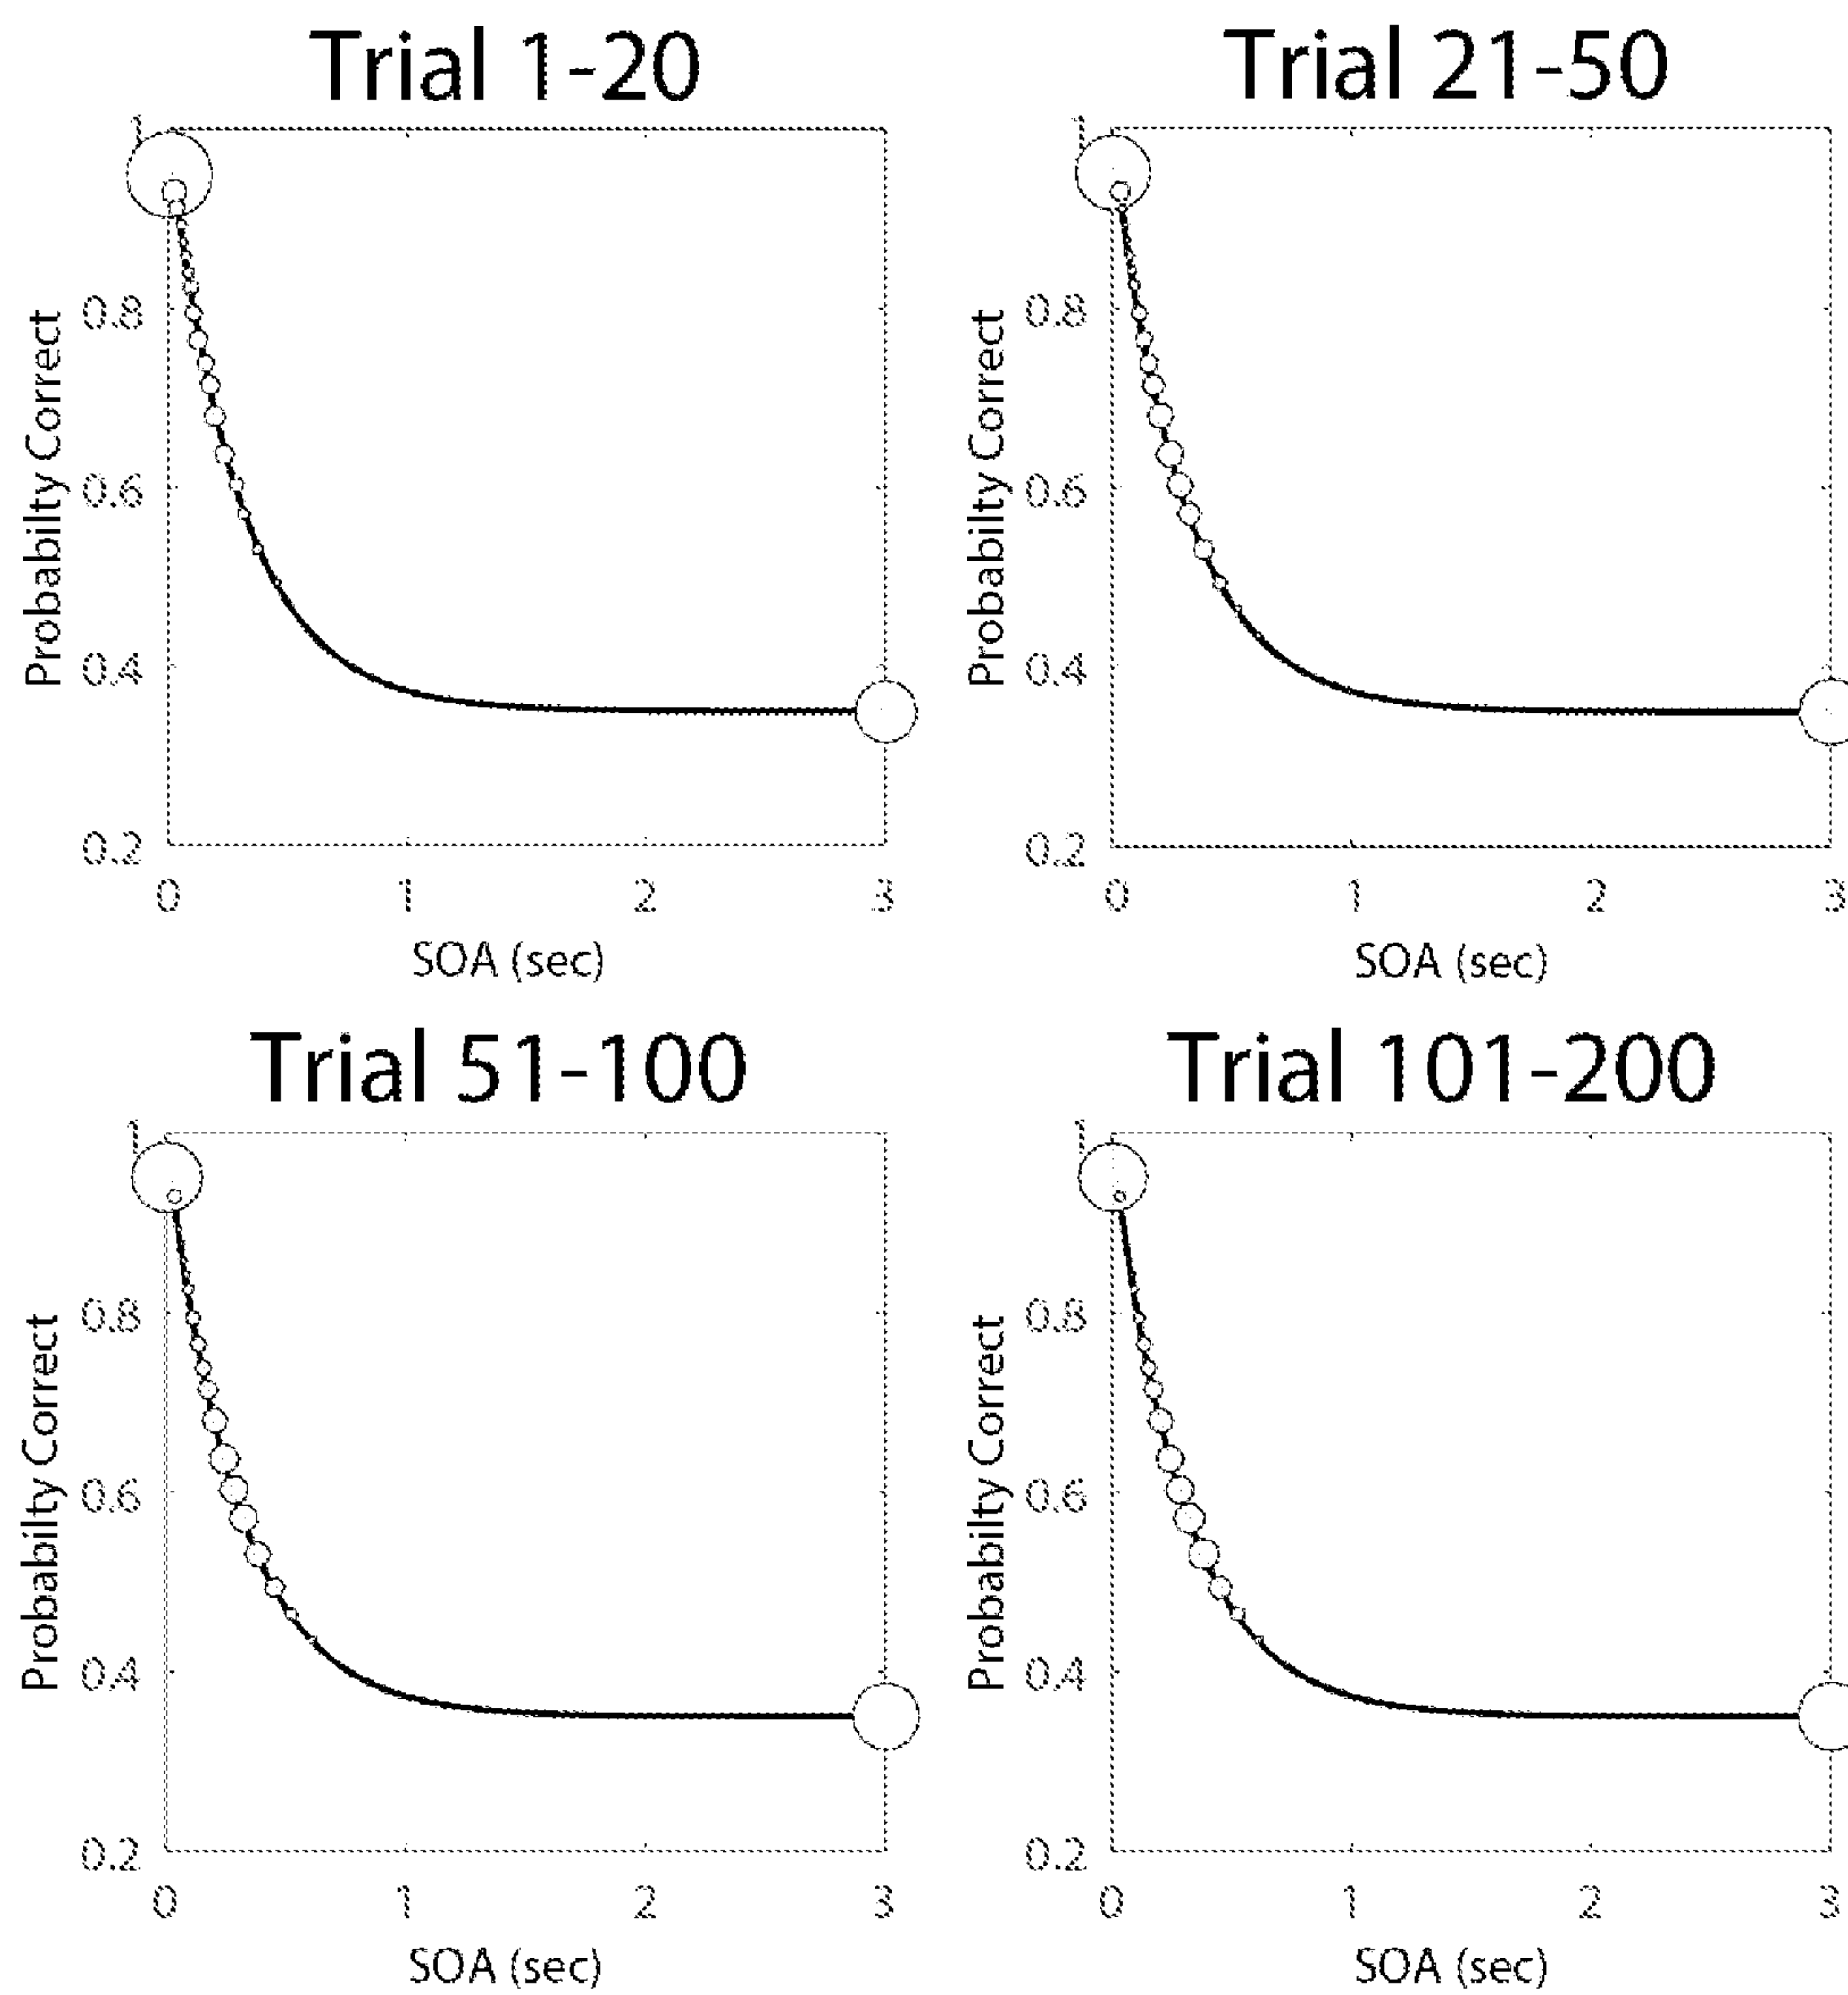 Trial 1-20
Trial 21-50
1
0.8
0.6
0.4
0.2
Probabilty Correct
0 1 2 3
SOA (sec)
1
0.8
0.6
0.4
0.2
Probabilty Correct
0 1 2 3
SOA (sec)
Trial 51-100
Trial 101-200
1
0.8
0.6
0.4
0.2
Probabilty Correct
0 1 2 3
SOA (sec)
1
0.8
0.6
0.4
0.2
Probabilty Correct
0 1 2 3
SOA (sec)